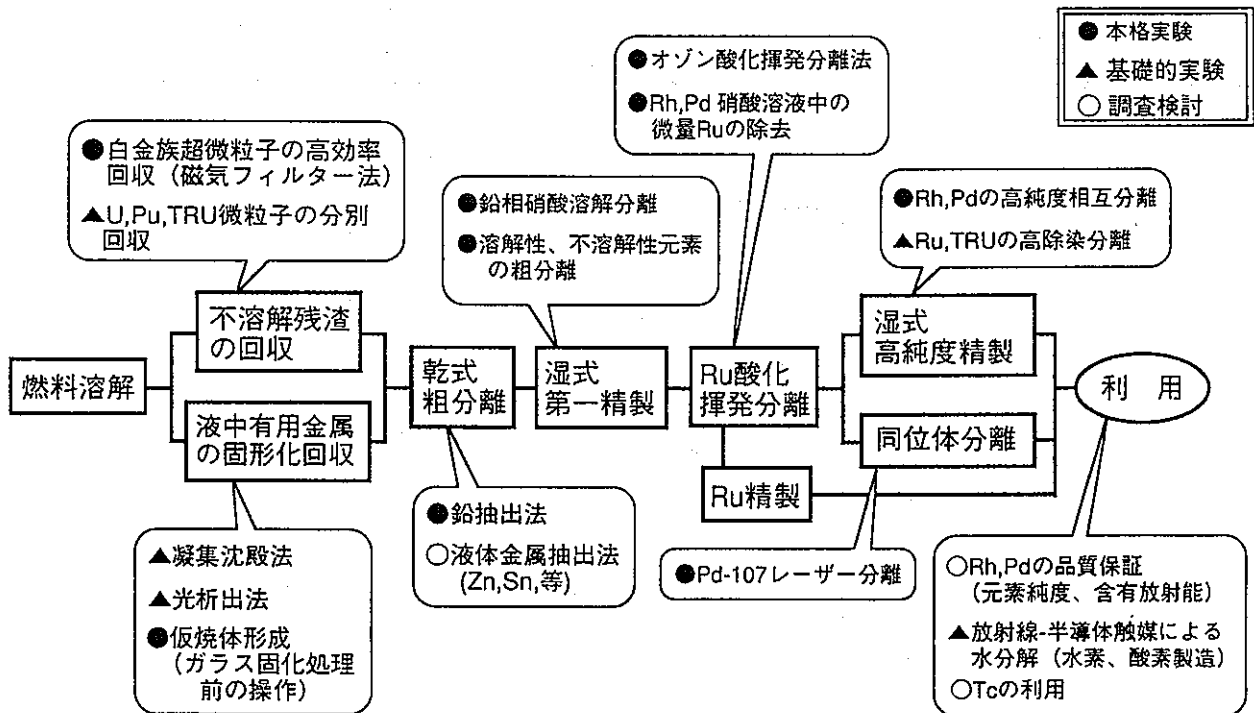 ● 本格実験
▲ 基礎的実験
○ 調査検討
●オゾン酸化揮発分離法
●Rh,Pd 硝酸溶液中の
微量Ruの除去
●白金族超微粒子の高効率
回収（磁気フィルター法）
▲U,Pu,TRU微粒子の分別
回収
●鉛相硝酸溶解分離
●溶解性、不溶解性元素
の粗分離
●Rh,Pdの高純度相互分離
▲Ru,TRUの高除染分離
燃料溶解
不溶解残渣
の回収
液中有用金属
の固形化回収
乾式
粗分離
湿式
第一精製
Ru酸化
揮発分離
Ru精製
湿式
高純度精製
同位体分離
利　用
▲凝集沈殿法
▲光析出法
●仮焼体形成
（ガラス固化処理
前の操作）
●鉛抽出法
○液体金属抽出法
(Zn,Sn,等)
●Pd-107レーザー分離
○Rh,Pdの品質保証
（元素純度、含有放射能）
▲放射線-半導体触媒による
水分解（水素、酸素製造）
○Tcの利用